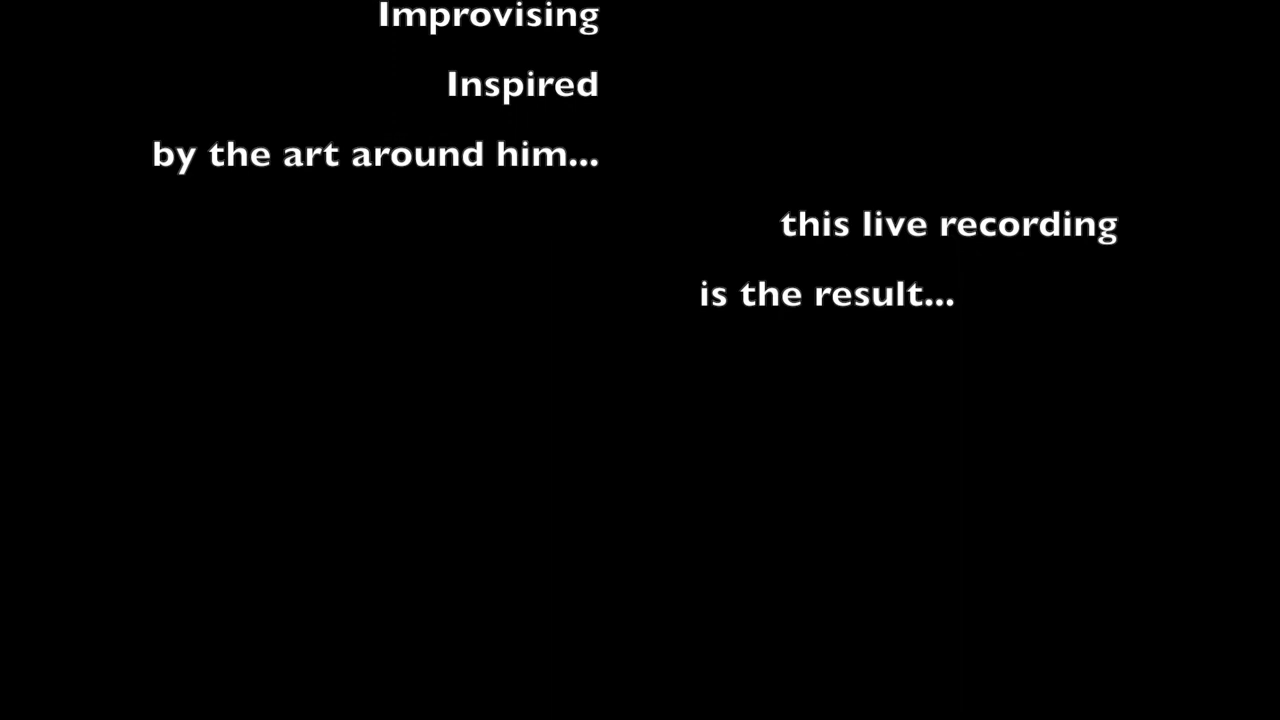 Improvising
Inspired
by the art around him...
this live recording
is the result...